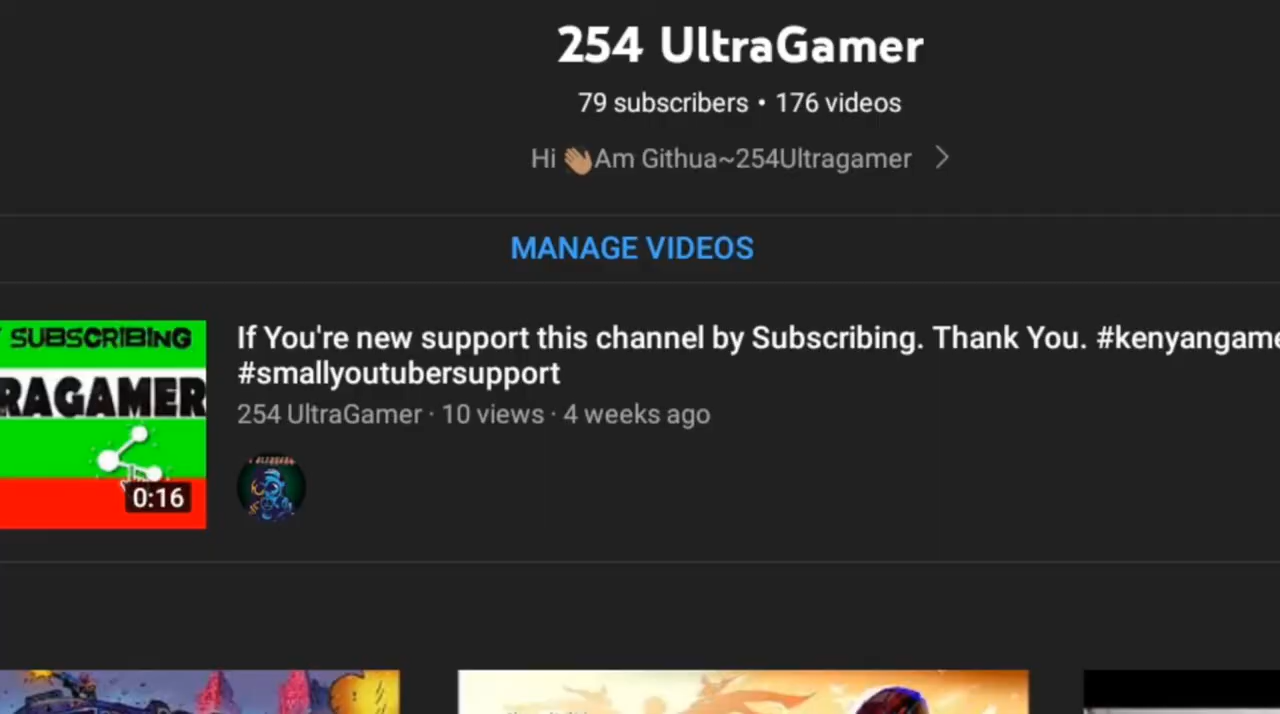 254 UltraGamer
79 subscribers • 176 videos
Hi 👋🏽Am Githua~254Ultragamer
MANAGE VIDEOS
SUBSCRIBING
RAGAMER
0:16
If You're new support this channel by Subscribing. Thank You. #kenyangame
#smallyoutubersupport
254 UltraGamer · 10 views · 4 weeks ago